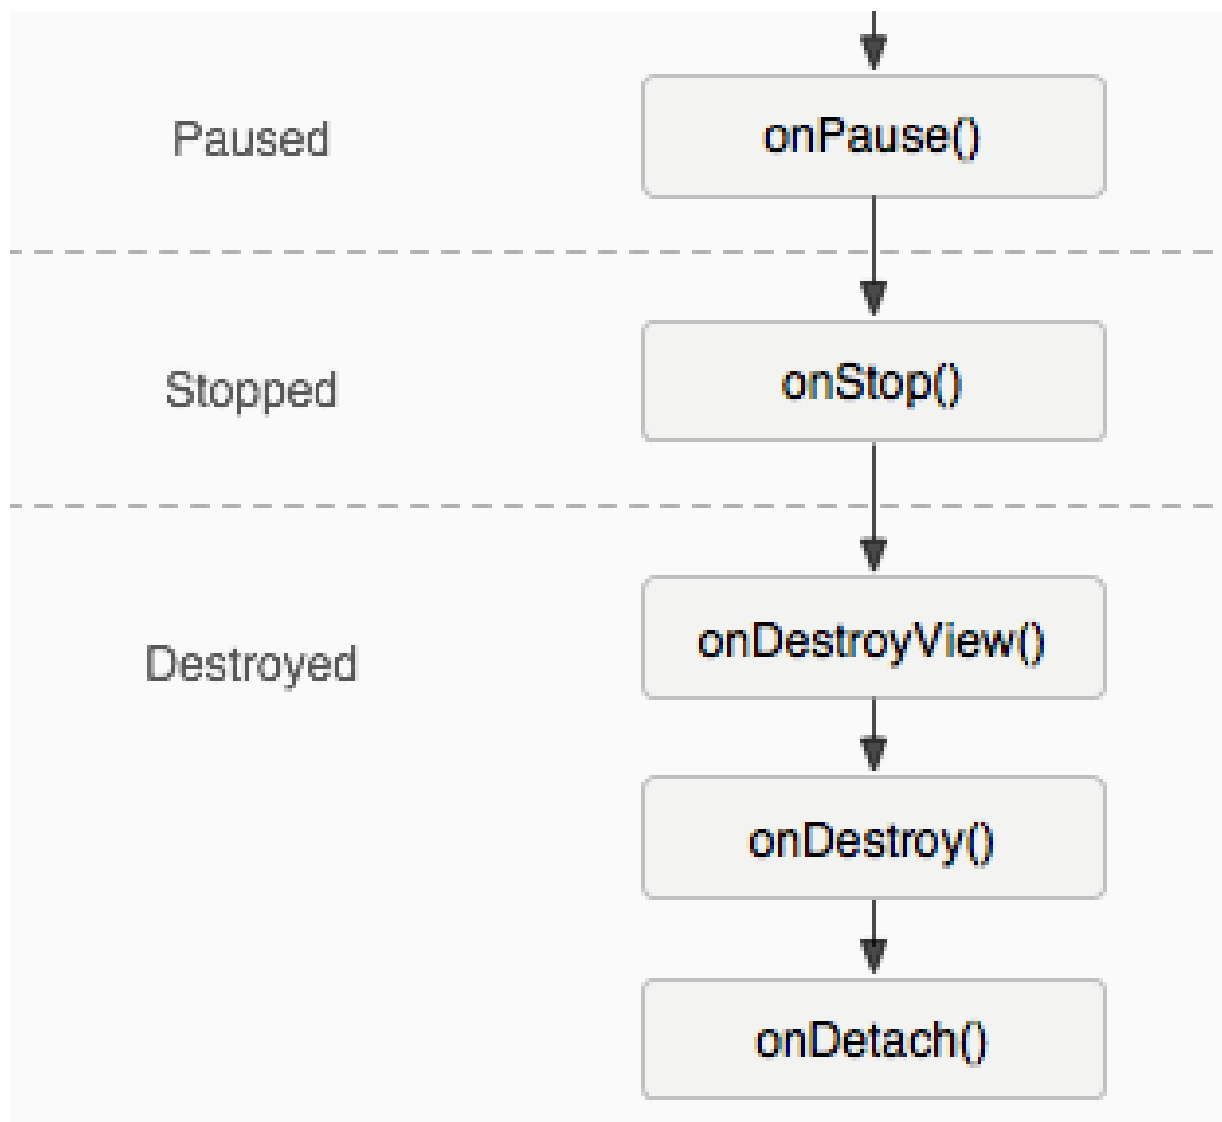 Paused
onPause()
Stopped
onStop()
Destroyed
onDestroyView()
onDestroy()
onDetach()